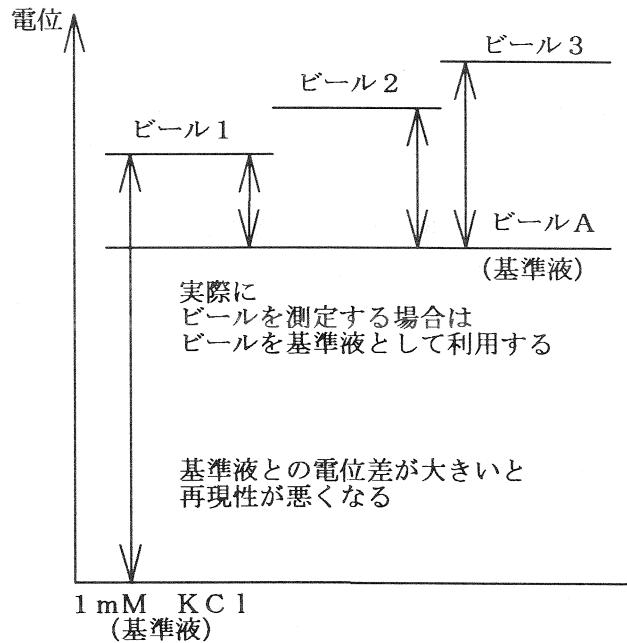 電位
ビール3
ビール2
ビール1
ビールA
(基準液)
実際に
ビールを測定する場合は
ビールを基準液として利用する
基準液との電位差が大きいと
再現性が悪くなる
1mM KCl
(基準液)